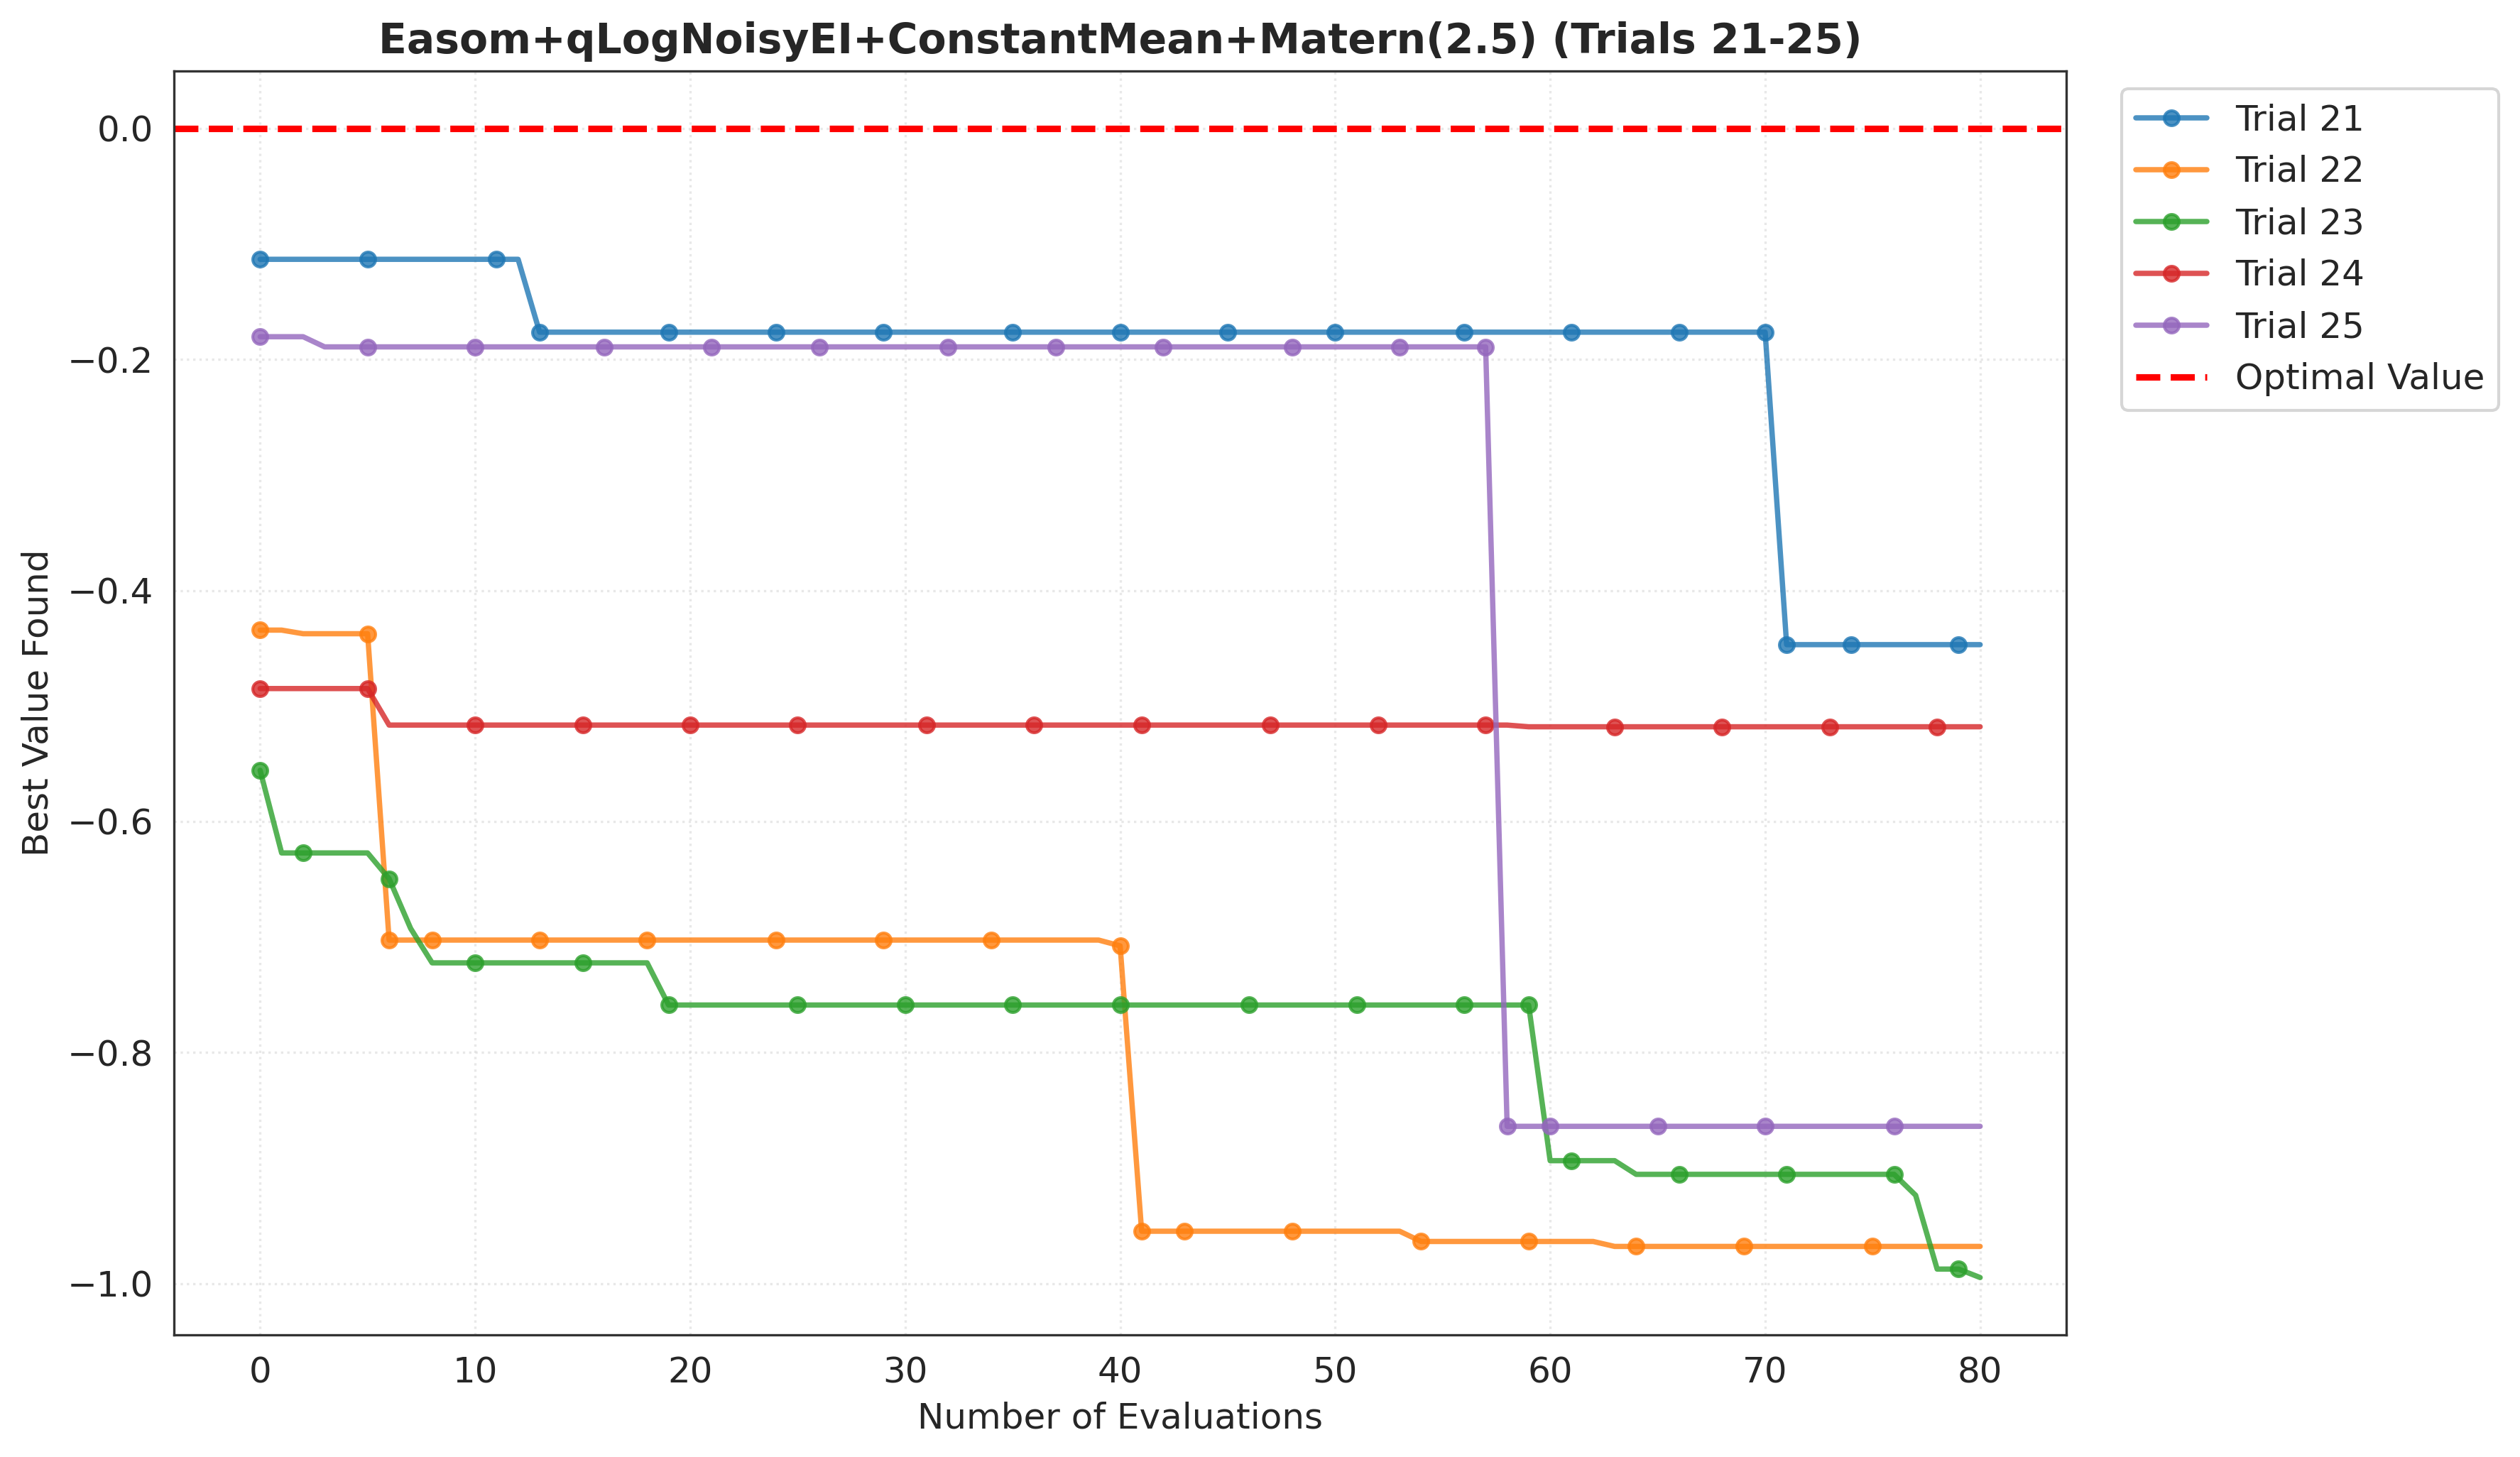 Easom+qLogNoisyEI+ConstantMean+Matern(2.5) (Trials 21-25)
Best Value Found
0.0
−0.2
−0.4
−0.6
−0.8
−1.0
0 10 20 30 40 50 60 70 80
Number of Evaluations
Trial 21
Trial 22
Trial 23
Trial 24
Trial 25
Optimal Value